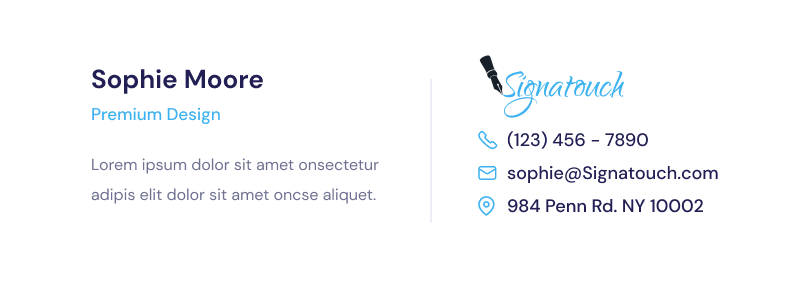 Sophie Moore
Premium Design
Lorem ipsum dolor sit amet onsectetur
adipis elit dolor sit amet oncse aliquet.
Signatouch
(123) 456 - 7890
sophie@Signatouch.com
984 Penn Rd. NY 10002